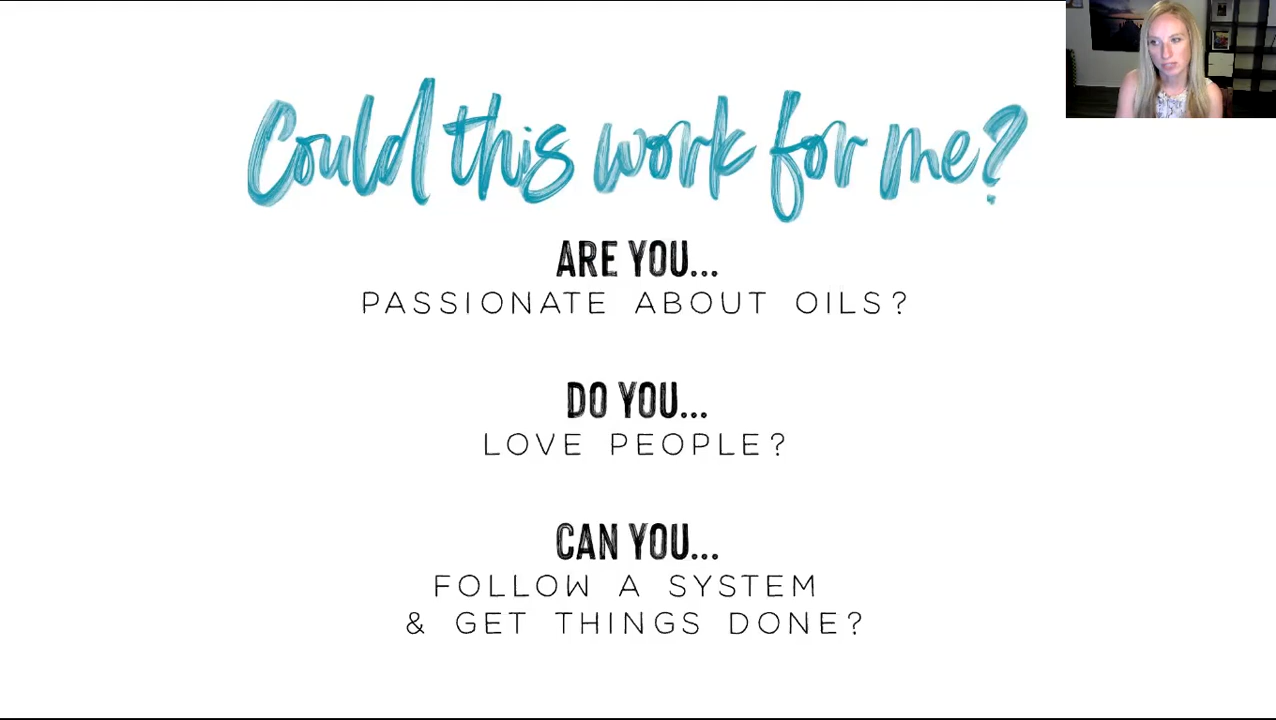 Could this work for me?
ARE YOU...
PASSIONATE ABOUT OILS?
DO YOU...
LOVE PEOPLE?
CAN YOU...
FOLLOW A SYSTEM
& GET THINGS DONE?